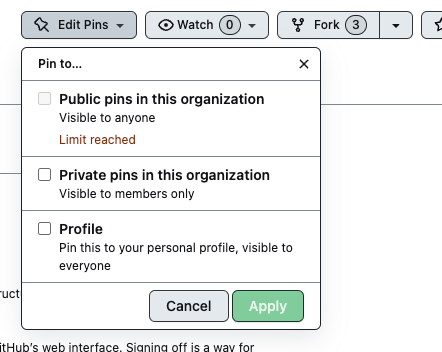 Edit Pins
Watch 0
Fork 3
Pin to...
Public pins in this organization
Visible to anyone
Limit reached
Private pins in this organization
Visible to members only
Profile
Pin this to your personal profile, visible to
everyone
Cancel
Apply
itHub's web interface. Signing off is a way for